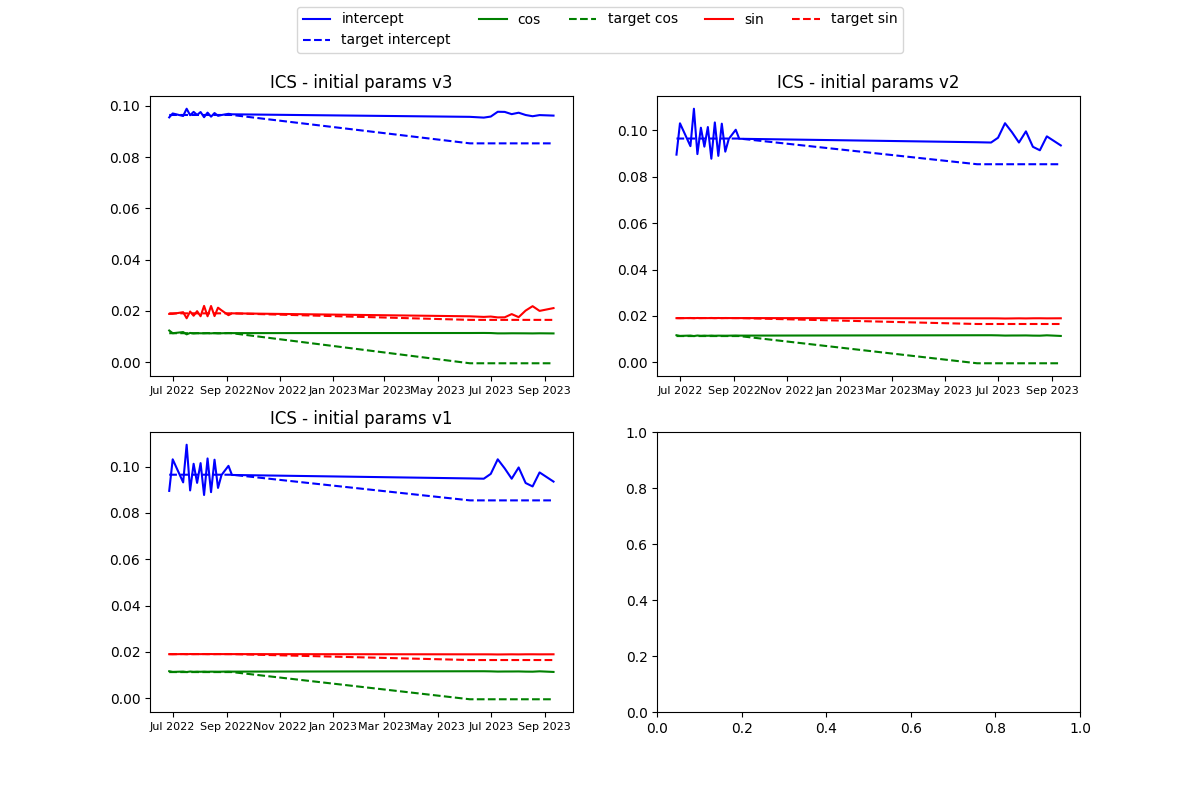 intercept cos target cos sin target sin
target intercept
ICS - initial params v3
0.10
0.08
0.06
0.04
0.02
0.00
Jul 2022 Sep 2022 Nov 2022 Jan 2023 Mar 2023 May 2023 Jul 2023 Sep 2023
ICS - initial params v2
0.10
0.08
0.06
0.04
0.02
0.00
Jul 2022 Sep 2022 Nov 2022 Jan 2023 Mar 2023 May 2023 Jul 2023 Sep 2023
ICS - initial params v1
0.10
0.08
0.06
0.04
0.02
0.00
Jul 2022 Sep 2022 Nov 2022 Jan 2023 Mar 2023 May 2023 Jul 2023 Sep 2023
1.0
0.8
0.6
0.4
0.2
0.0
0.0 0.2 0.4 0.6 0.8 1.0